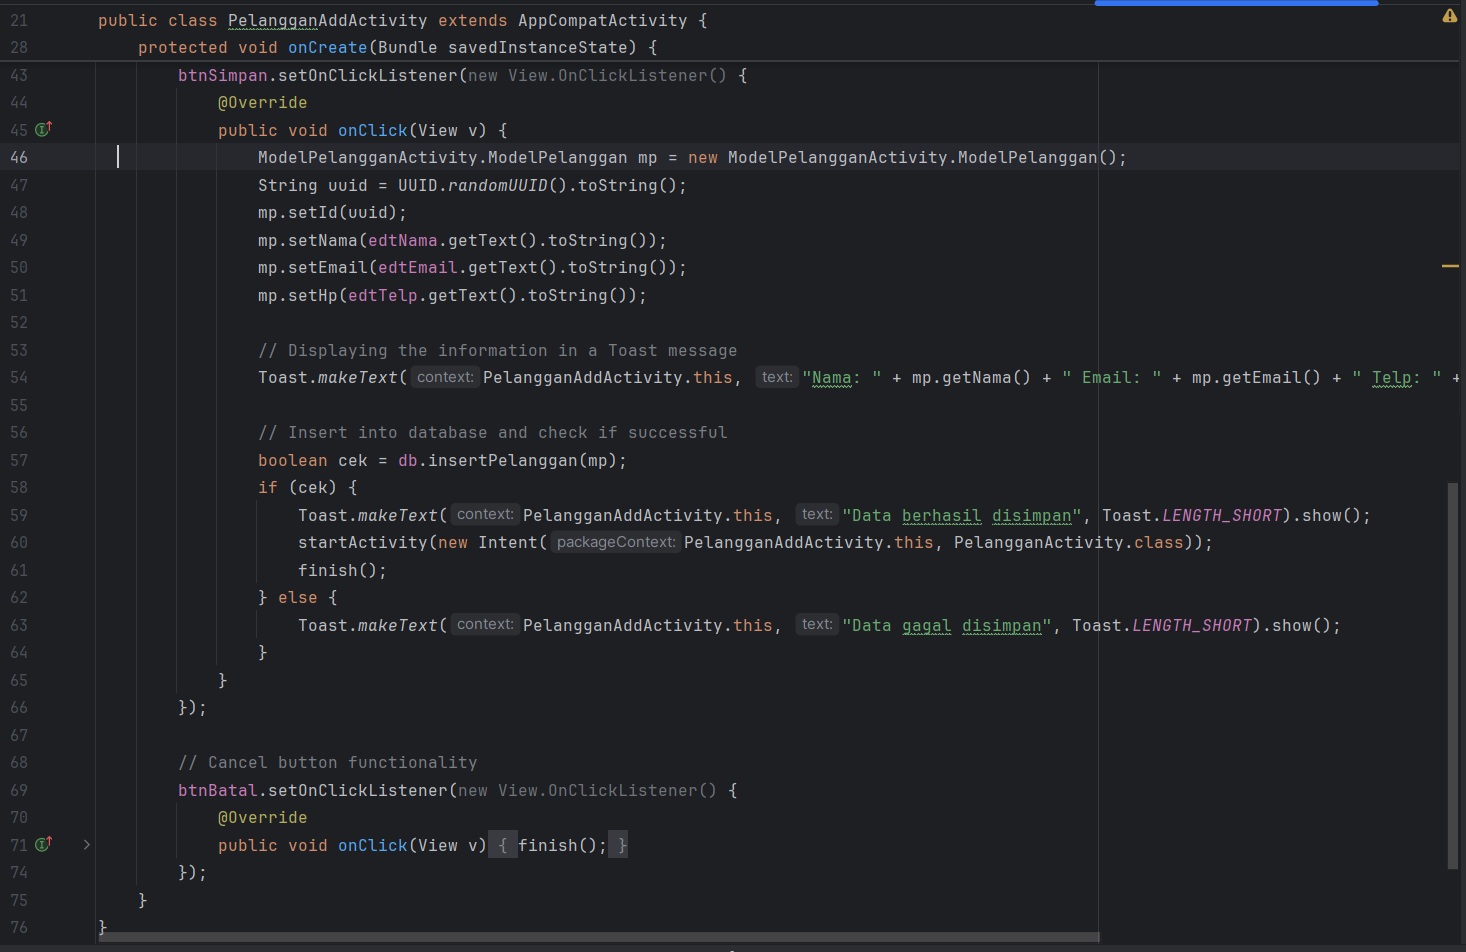 21 public class PelangganAddActivity extends AppCompatActivity {
28 protected void onCreate(Bundle savedInstanceState) {
43 btnSimpan.setOnClickListener(new View.OnClickListener() {
44 @Override
45 public void onClick(View v) {
46 ModelPelangganActivity.ModelPelanggan mp = new ModelPelangganActivity.ModelPelanggan();
47 String uuid = UUID.randomUUID().toString();
48 mp.setId(uuid);
49 mp.setNama(edtNama.getText().toString());
50 mp.setEmail(edtEmail.getText().toString());
51 mp.setHp(edtTelp.getText().toString());
52
53 // Displaying the information in a Toast message
54 Toast.makeText( context: PelangganAddActivity.this, text: "Nama: " + mp.getNama() + " Email: " + mp.getEmail() + " Telp: " +
55
56 // Insert into database and check if successful
57 boolean cek = db.insertPelanggan(mp);
58 if (cek) {
59 Toast.makeText( context: PelangganAddActivity.this, text: "Data berhasil disimpan", Toast.LENGTH_SHORT).show();
60 startActivity(new Intent( packageContext: PelangganAddActivity.this, PelangganActivity.class));
61 finish();
62 } else {
63 Toast.makeText( context: PelangganAddActivity.this, text: "Data gagal disimpan", Toast.LENGTH_SHORT).show();
64 }
65 }
66 });
67
68 // Cancel button functionality
69 btnBatal.setOnClickListener(new View.OnClickListener() {
70 @Override
71 public void onClick(View v) { finish(); }
74 });
75 }
76 }